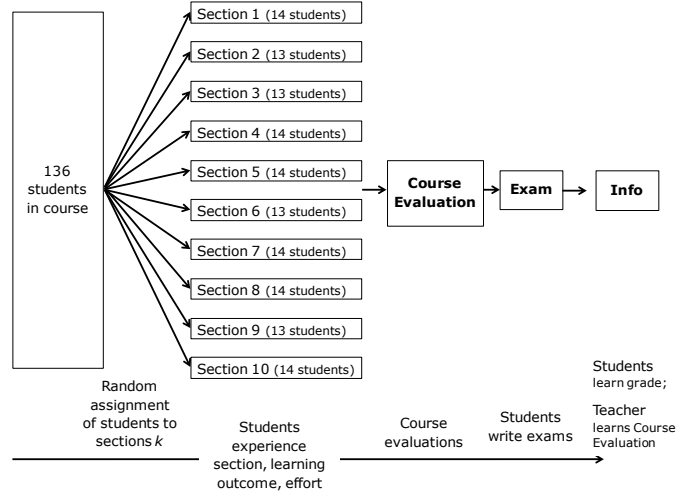 136
students
in course
Section 1 (14 students)
Section 2 (13 students)
Section 3 (13 students)
Section 4 (14 students)
Section 5 (14 students)
Section 6 (13 students)
Section 7 (14 students)
Section 8 (14 students)
Section 9 (13 students)
Section 10 (14 students)
Course
Evaluation
Exam
Info
Random
assignment
of students to
sections k
Students
experience
section, learning
outcome, effort
Course
evaluations
Students
write exams
Students
learn grade;
Teacher
learns Course
Evaluation